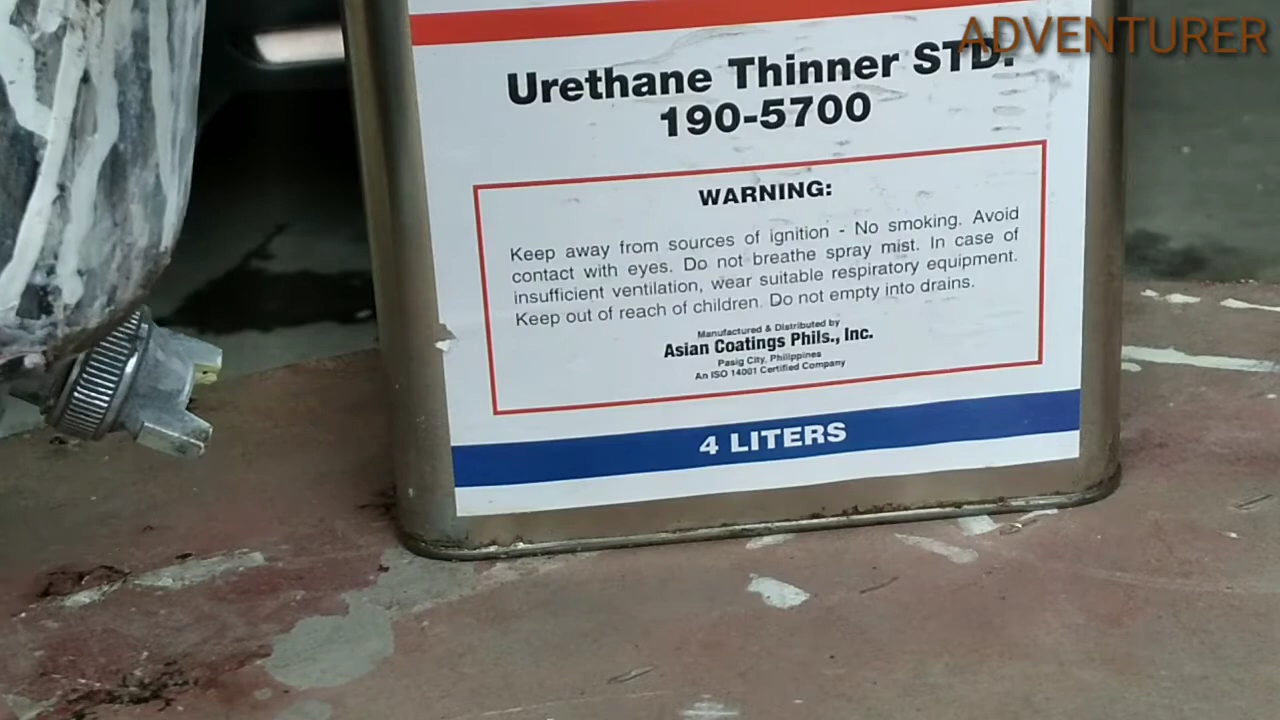 ADVENTURER
Urethane Thinner STD.
190-5700
WARNING:
Keep away from sources of ignition - No smoking. Avoid
contact with eyes. Do not breathe spray mist. In case of
insufficient ventilation, wear suitable respiratory equipment.
Keep out of reach of children. Do not empty into drains.
Manufactured & Distributed by
Asian Coatings Phils., Inc.
Pasig City, Philippines
An ISO 14001 Certified Company
4 LITERS